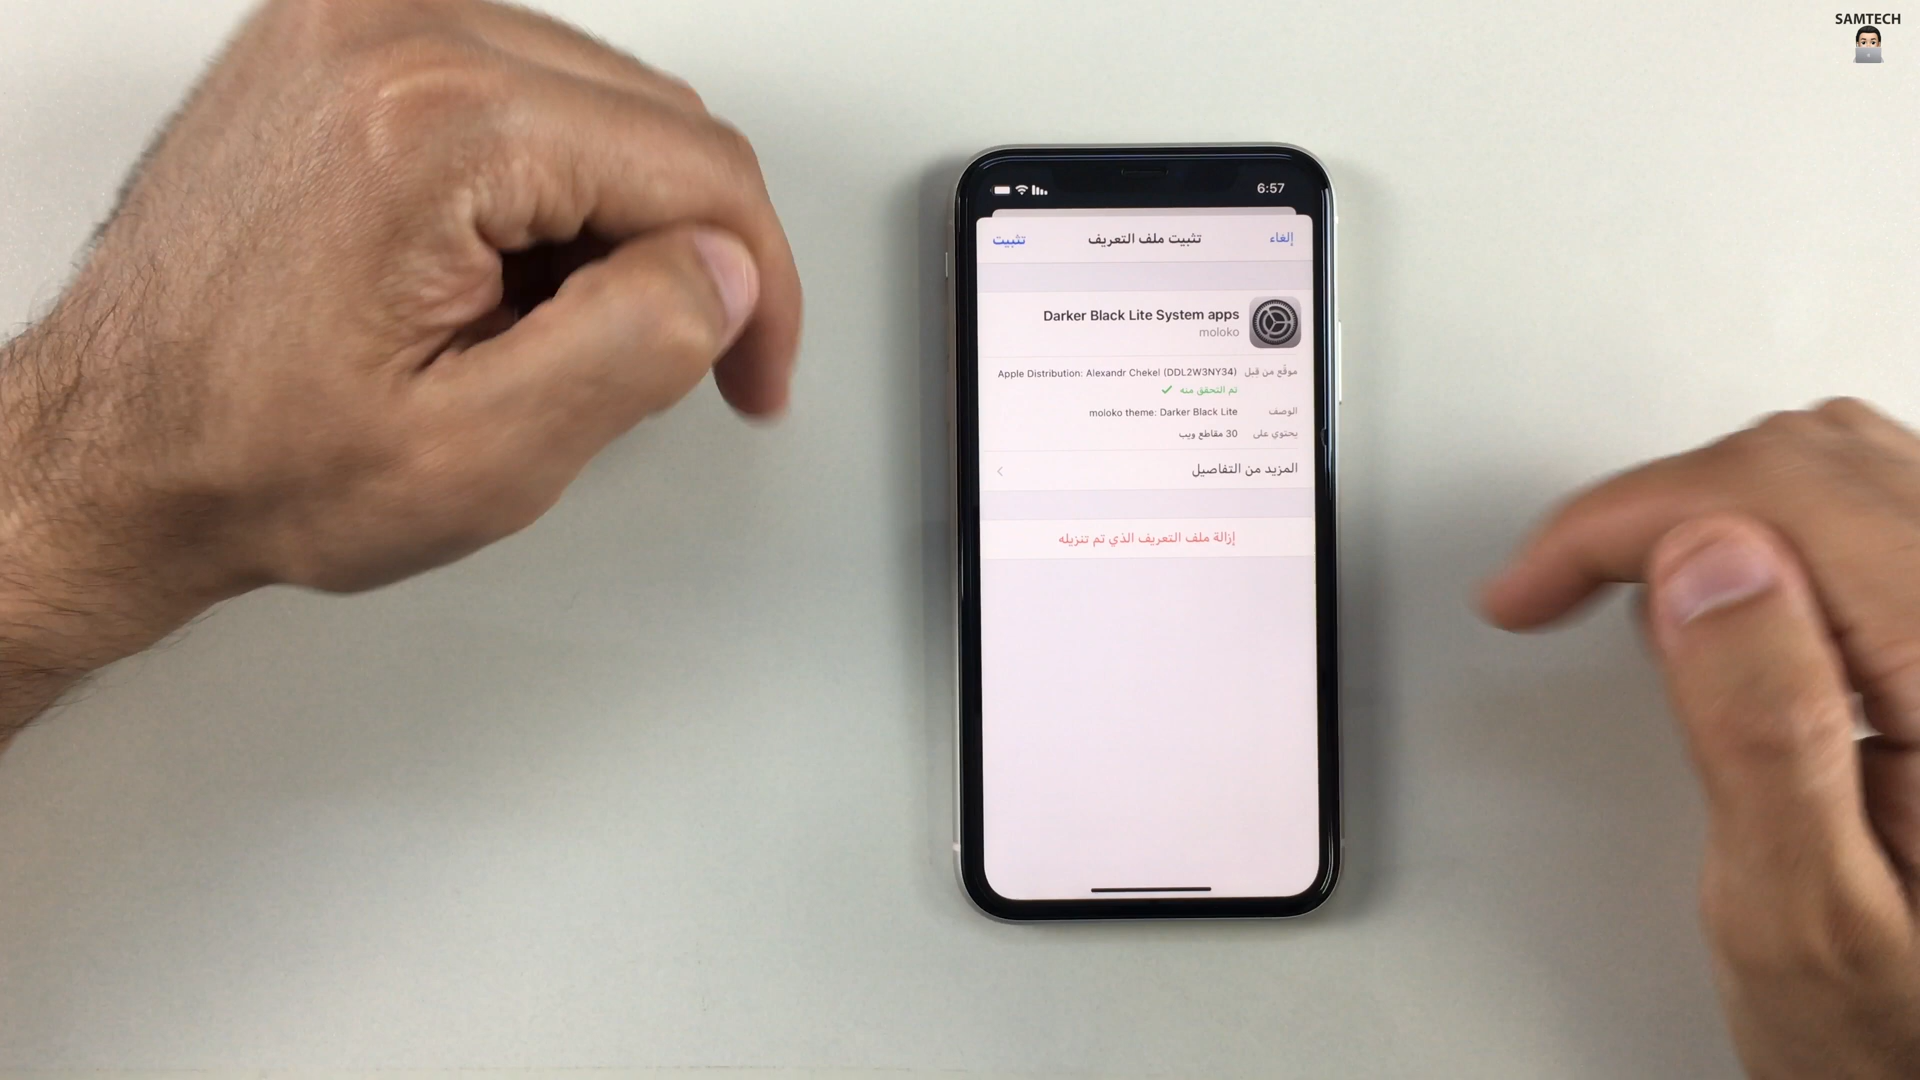 SAMTECH
6:57
إلغاء
تثبيت ملف التعريف
تثبيت
Darker Black Lite System apps
moloko
موقّع من قِبل Apple Distribution: Alexandr Chekel (DDL2W3NY34)
تم التحقق منه ✓
الوصف moloko theme: Darker Black Lite
يحتوي على 30 مقاطع ويب
المزيد من التفاصيل
إزالة ملف التعريف الذي تم تنزيله